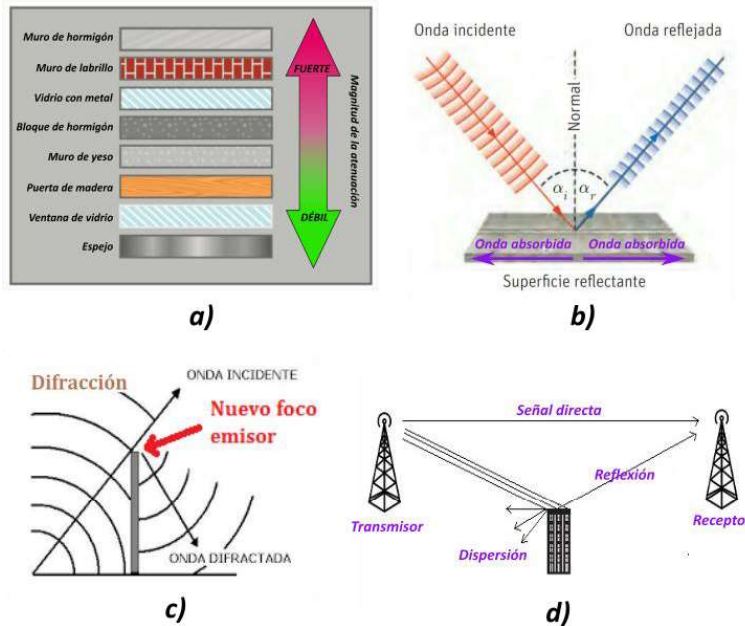 Muro de hormigón
Muro de labrillo
Vidrio con metal
Bloque de hormigón
Muro de yeso
Puerta de madera
Ventana de vidrio
Espejo
FUERTE
DÉBIL
Magnitud de la atenuación
a)
Onda incidente
Onda reflejada
Normal
αi αr
Onda absorbida Onda absorbida
Superficie reflectante
b)
Difracción
ONDA INCIDENTE
Nuevo foco
emisor
ONDA DIFRACTADA
c)
Señal directa
Reflexión
Transmisor
Recepto
Dispersión
d)